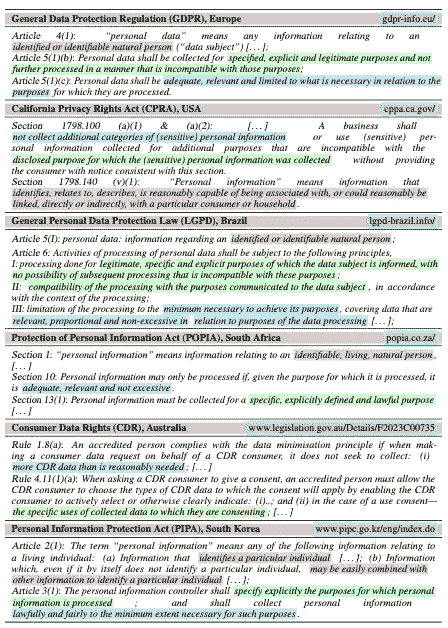 General Data Protection Regulation (GDPR), Europe gdpr-info.eu/
Article 4(1): “personal data” means any information relating to an
identified or identifiable natural person (“data subject”) [...];
Article 5(1)(b): Personal data shall be collected for specified, explicit and legitimate purposes and not
further processed in a manner that is incompatible with those purposes;
Article 5(1)(c): Personal data shall be adequate, relevant and limited to what is necessary in relation to the
purposes for which they are processed.
California Privacy Rights Act (CPRA), USA cppa.ca.gov/
Section 1798.100 (a)(1) & (a)(2): [...] A business shall
not collect additional categories of (sensitive) personal information or use (sensitive) per-
sonal information collected for additional purposes that are incompatible with the
disclosed purpose for which the (sensitive) personal information was collected without providing
the consumer with notice consistent with this section.
Section 1798.140 (v)(1): “Personal information” means information that
identifies, relates to, describes, is reasonably capable of being associated with, or could reasonably be
linked, directly or indirectly, with a particular consumer or household.
General Personal Data Protection Law (LGPD), Brazil lgpd-brazil.info/
Article 5(I): personal data: information regarding an identified or identifiable natural person;
Article 6: Activities of processing of personal data shall be subject to the following principles,
I: processing done for legitimate, specific and explicit purposes of which the data subject is informed, with
no possibility of subsequent processing that is incompatible with these purposes;
II: compatibility of the processing with the purposes communicated to the data subject, in accordance
with the context of the processing;
III: limitation of the processing to the minimum necessary to achieve its purposes, covering data that are
relevant, proportional and non-excessive in relation to purposes of the data processing [...];
Protection of Personal Information Act (POPIA), South Africa popia.co.za/
Section 1: “personal information” means information relating to an identifiable, living, natural person,
[...]
Section 10: Personal information may only be processed if, given the purpose for which it is processed, it
is adequate, relevant and not excessive.
Section 13(1): Personal information must be collected for a specific, explicitly defined and lawful purpose
[...]
Consumer Data Rights (CDR), Australia www.legislation.gov.au/Details/F2023C00735
Rule 1.8(a): An accredited person complies with the data minimisation principle if when mak-
ing a consumer data request on behalf of a CDR consumer, it does not seek to collect: (i)
more CDR data than is reasonably needed; [...]
Rule 4.11(1)(a): When asking a CDR consumer to give a consent, an accredited person must allow the
CDR consumer to choose the types of CDR data to which the consent will apply by enabling the CDR
consumer to actively select or otherwise clearly indicate: (i)..; and (ii) in the case of a use consent—
the specific uses of collected data to which they are consenting; [...]
Personal Information Protection Act (PIPA), South Korea www.pipc.go.kr/eng/index.do
Article 2(1): The term “personal information” means any of the following information relating to
a living individual: (a) Information that identifies a particular individual [...]; (b) Information
which, even if it by itself does not identify a particular individual, may be easily combined with
other information to identify a particular individual [...];
Article 3(1): The personal information controller shall specify explicitly the purposes for which personal
information is processed ; and shall collect personal information
lawfully and fairly to the minimum extent necessary for such purposes.